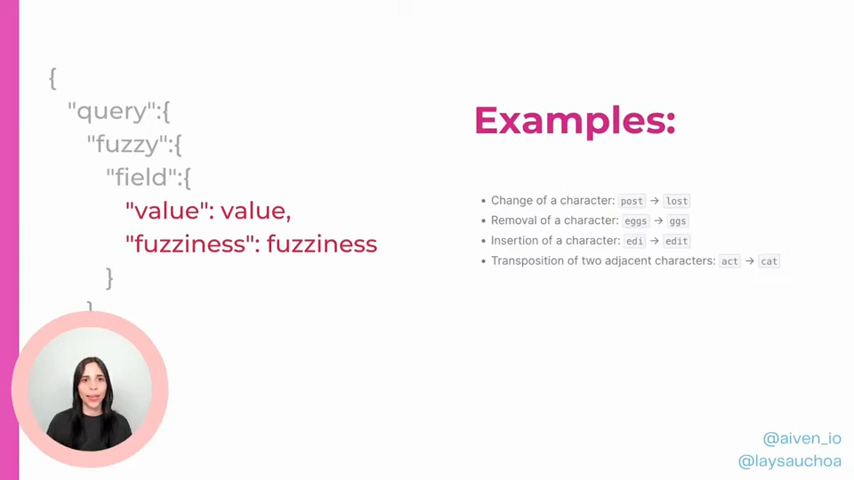 {
"query":{
"fuzzy":{
"field":{
"value": value,
"fuzziness": fuzziness
}
}
Examples:
• Change of a character: post → lost
• Removal of a character: eggs → ggs
• Insertion of a character: edi → edit
• Transposition of two adjacent characters: act → cat
@aiven_io
@laysauchoa